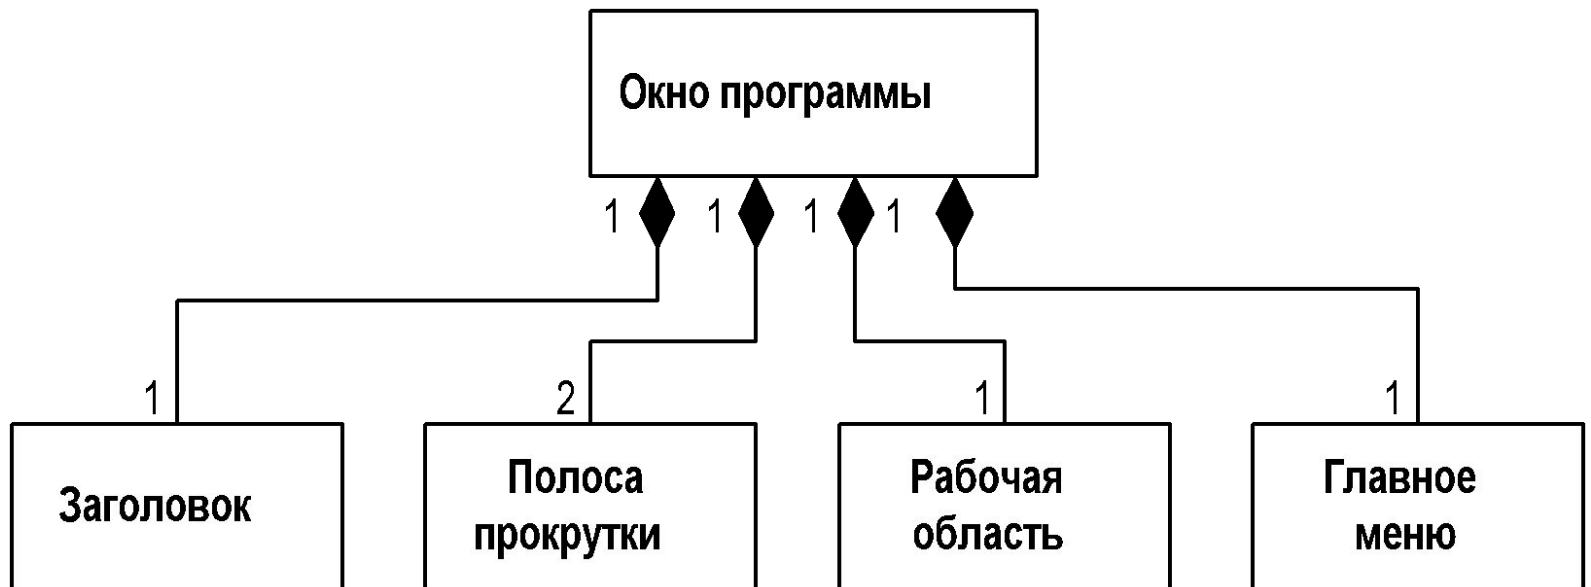 Окно программы
1 1 1 1
1 2 1 1
Заголовок
Полоса
прокрутки
Рабочая
область
Главное
меню